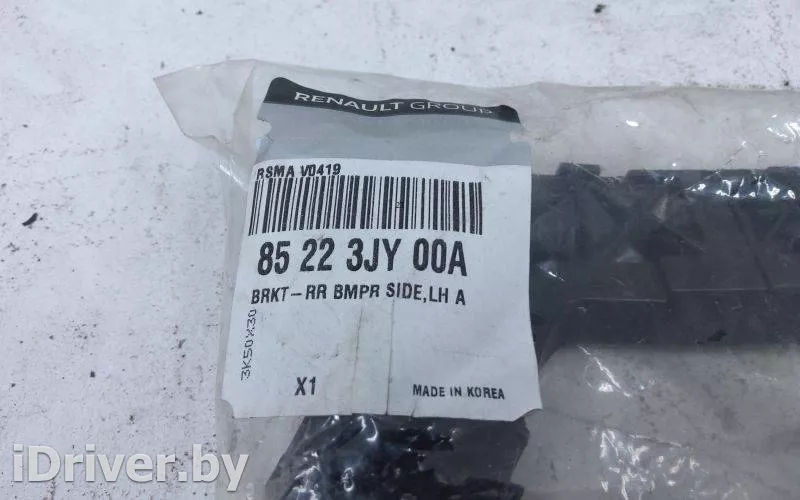 RENAULT GROUP
RSMA V0419
85 22 3JY 00A
BRKT-RR BMPR SIDE,LH A
3K50X30
X1
MADE IN KOREA
iDriver.by